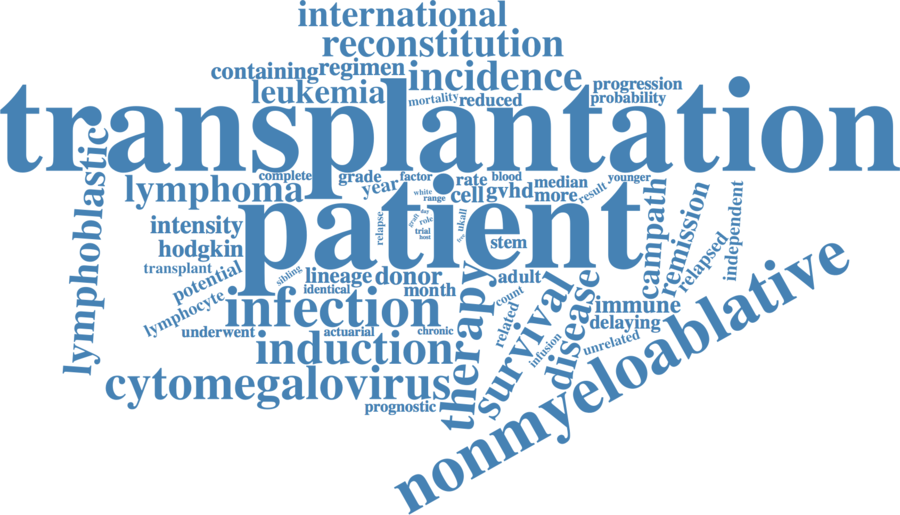 international
reconstitution
containing regimen incidence progression
leukemia mortality reduced probability
transplantation
lymphoblastic
complete grade year factor white range rate cell blood gvhd median more result younger
lymphoma
patient
intensity
hodgkin
relapse graft day role trial host ukall free stem
campath remission relapsed independent
transplant
potential
sibling lineage donor adult
identical month
lymphocyte infection
underwent actuarial chronic
therapy survival disease
count related infusion unrelated
immune
delaying
induction
cytomegalovirus
prognostic
nonmyeloablative